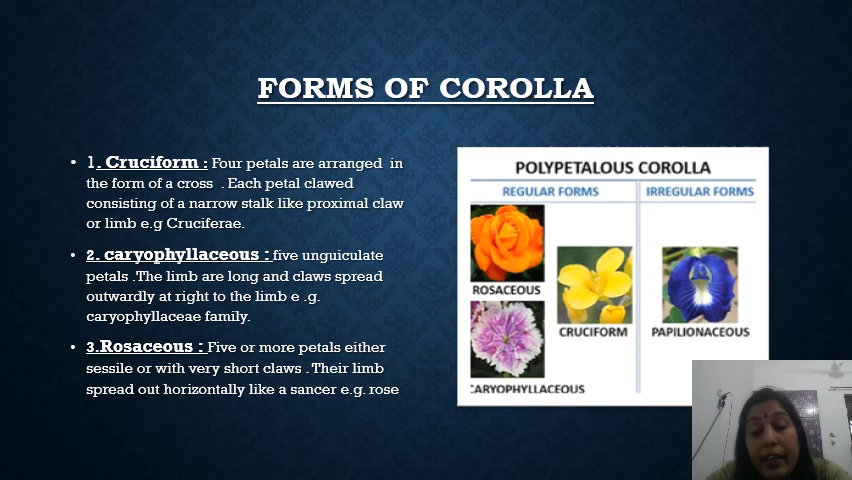 FORMS OF COROLLA
• 1. Cruciform : Four petals are arranged in
the form of a cross . Each petal clawed
consisting of a narrow stalk like proximal claw
or limb e.g Cruciferae.
• 2. caryophyllaceous : five unguiculate
petals .The limb are long and claws spread
outwardly at right to the limb e .g.
caryophyllaceae family.
• 3.Rosaceous : Five or more petals either
sessile or with very short claws . Their limb
spread out horizontally like a sancer e.g. rose
POLYPETALOUS COROLLA
REGULAR FORMS
IRREGULAR FORMS
ROSACEOUS
CRUCIFORM
PAPILIONACEOUS
CARYOPHYLLACEOUS